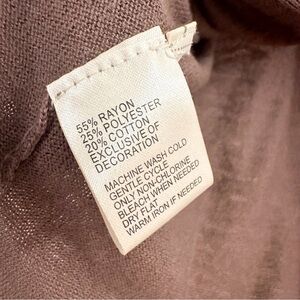 55% RAYON
25% POLYESTER
20% COTTON
EXCLUSIVE OF
DECORATION
MACHINE WASH COLD
GENTLE CYCLE
ONLY NON-CHLORINE
BLEACH WHEN NEEDED
DRY FLAT
WARM IRON IF NEEDED